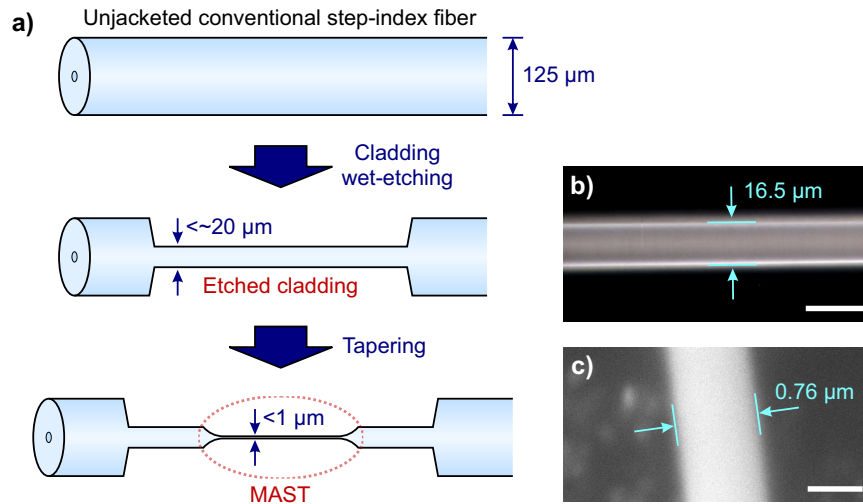 a)
Unjacketed conventional step-index fiber
125 µm
Cladding
wet-etching
<~20 µm
Etched cladding
Tapering
<1 µm
MAST
b)
16.5 µm
c)
0.76 µm